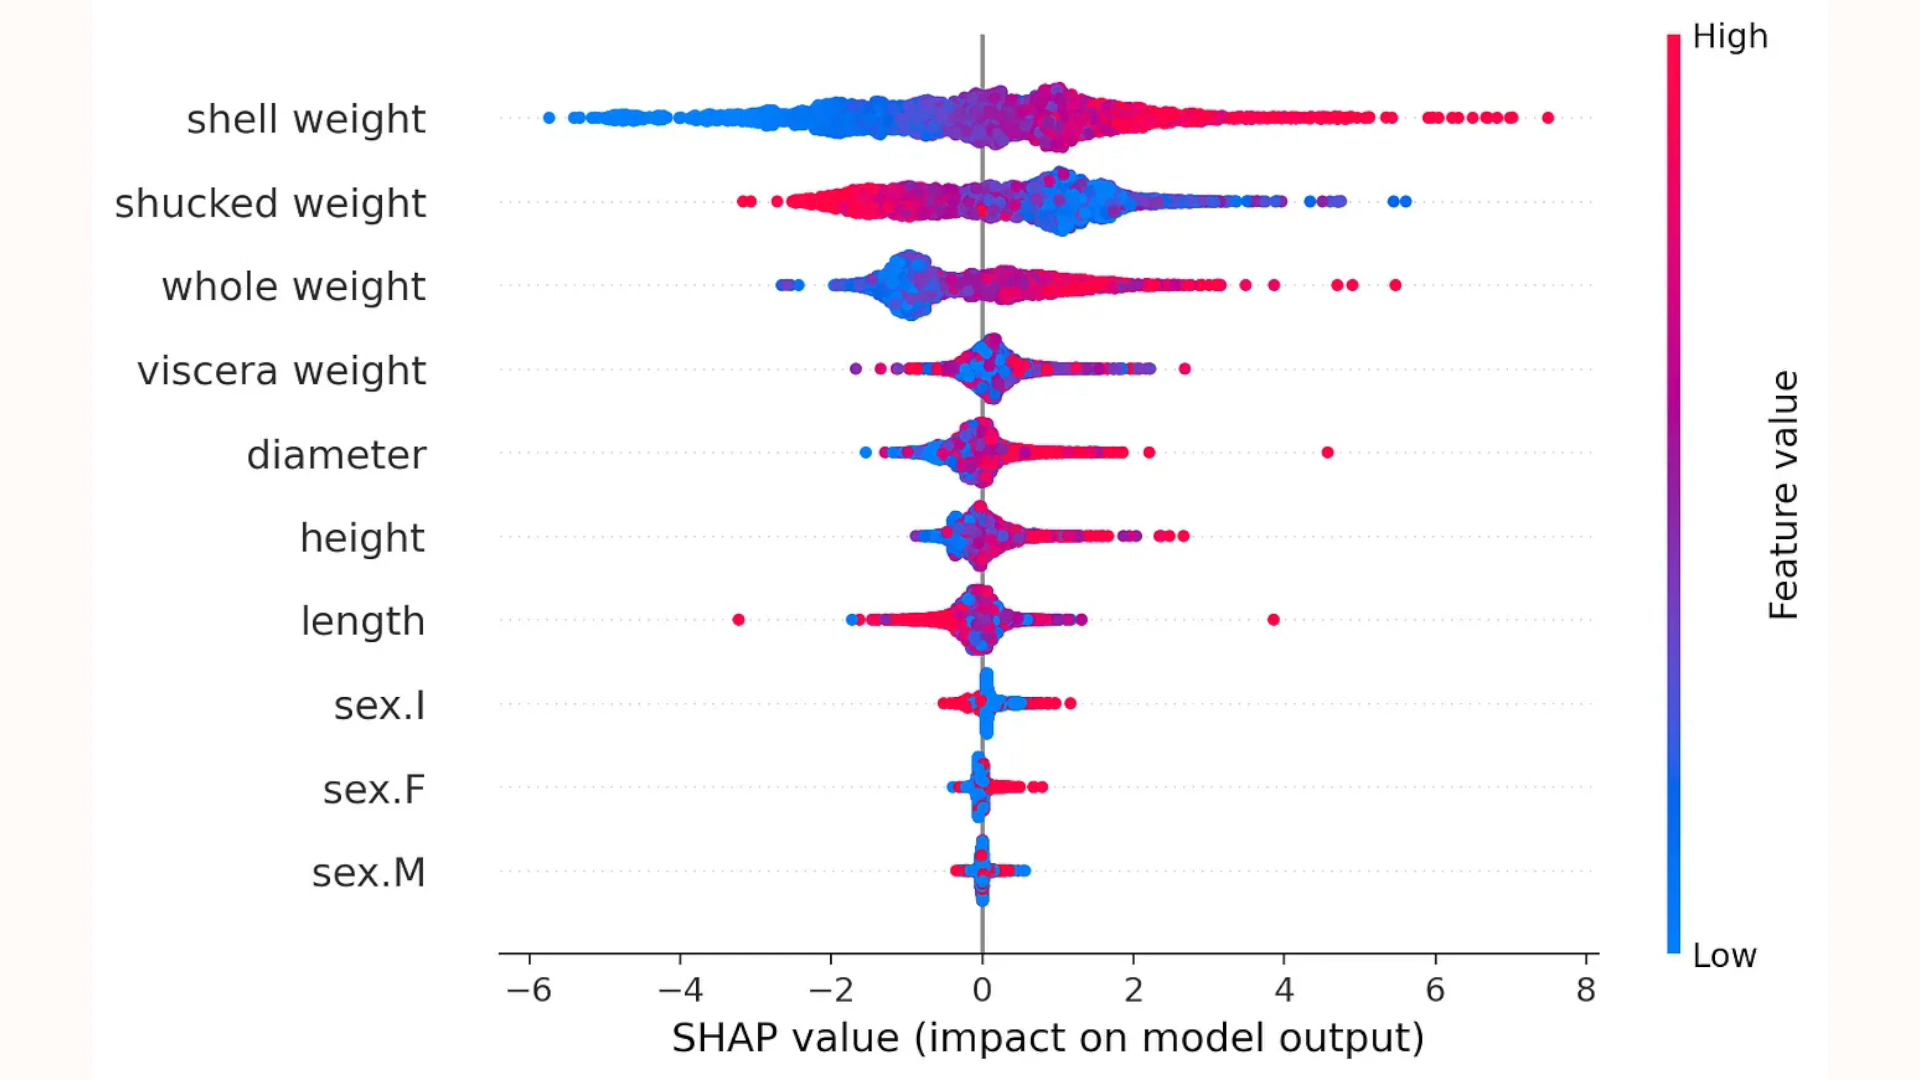 High
shell weight
shucked weight
whole weight
viscera weight
diameter
height
length
sex.I
sex.F
sex.M
Feature value
Low
−6 −4 −2 0 2 4 6 8
SHAP value (impact on model output)